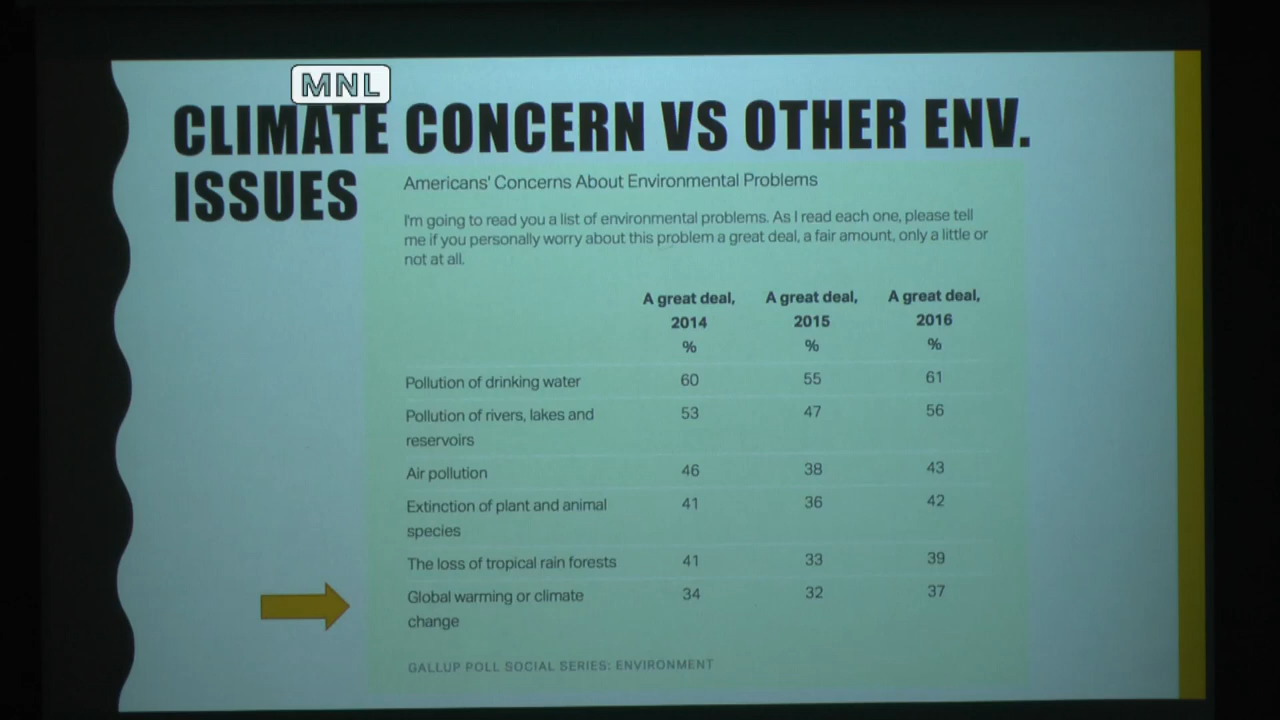 MNL
CLIMATE CONCERN VS OTHER ENV.
ISSUES
Americans' Concerns About Environmental Problems
I'm going to read you a list of environmental problems. As I read each one, please tell
me if you personally worry about this problem a great deal, a fair amount, only a little or
not at all.
A great deal, A great deal, A great deal,
2014 2015 2016
% % %
Pollution of drinking water 60 55 61
Pollution of rivers, lakes and 53 47 56
reservoirs
Air pollution 46 38 43
Extinction of plant and animal 41 36 42
species
The loss of tropical rain forests 41 33 39
Global warming or climate 34 32 37
change
GALLUP POLL SOCIAL SERIES: ENVIRONMENT